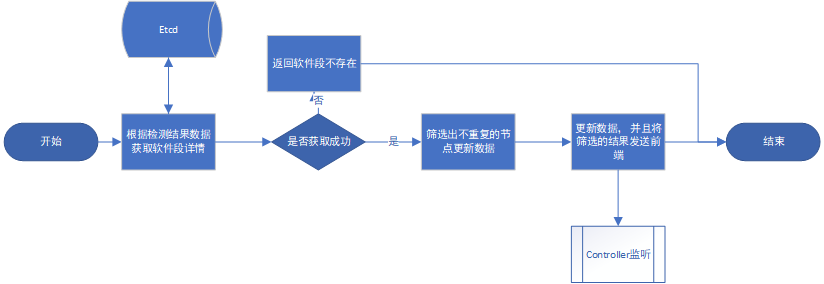 Etcd
返回软件段不存在
否
开始
根据检测结果数据
获取软件段详情
是否获取成功
是
筛选出不重复的节
点更新数据
更新数据，并且将
筛选的结果发送前
端
结束
Controller监听